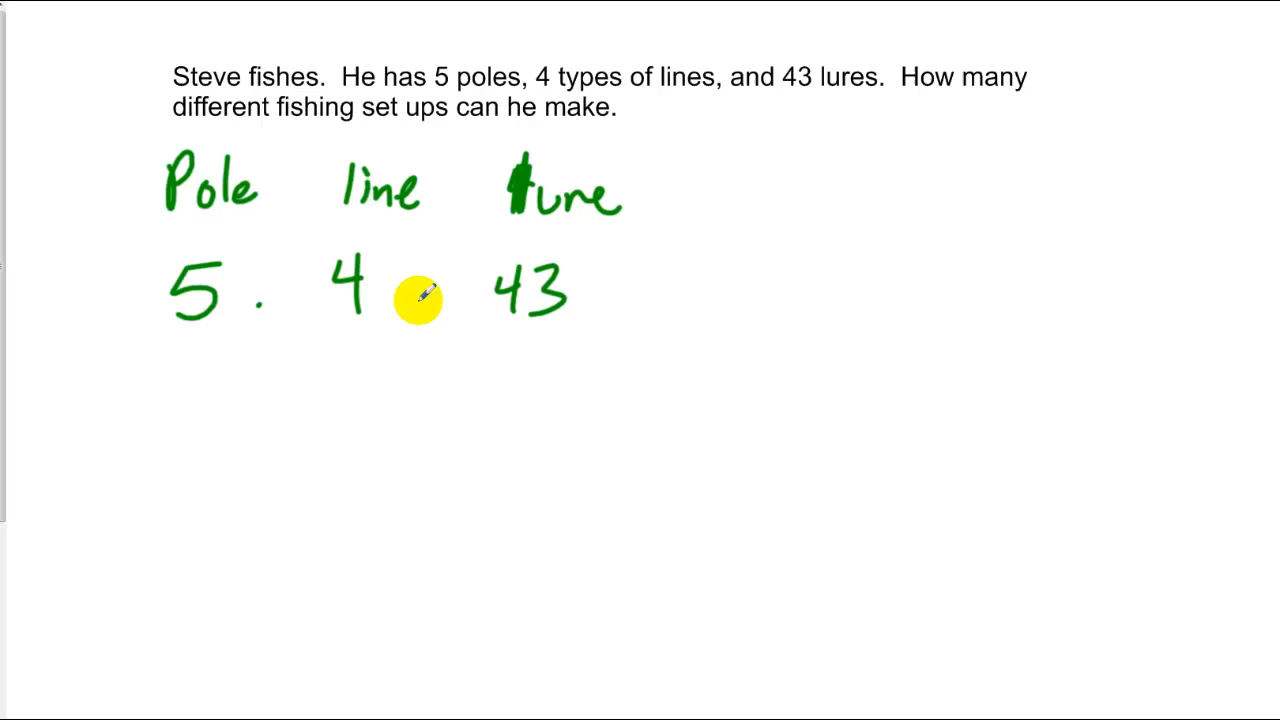 Steve fishes.  He has 5 poles, 4 types of lines, and 43 lures.  How many
different fishing set ups can he make.
Pole line lure
5 . 4 43